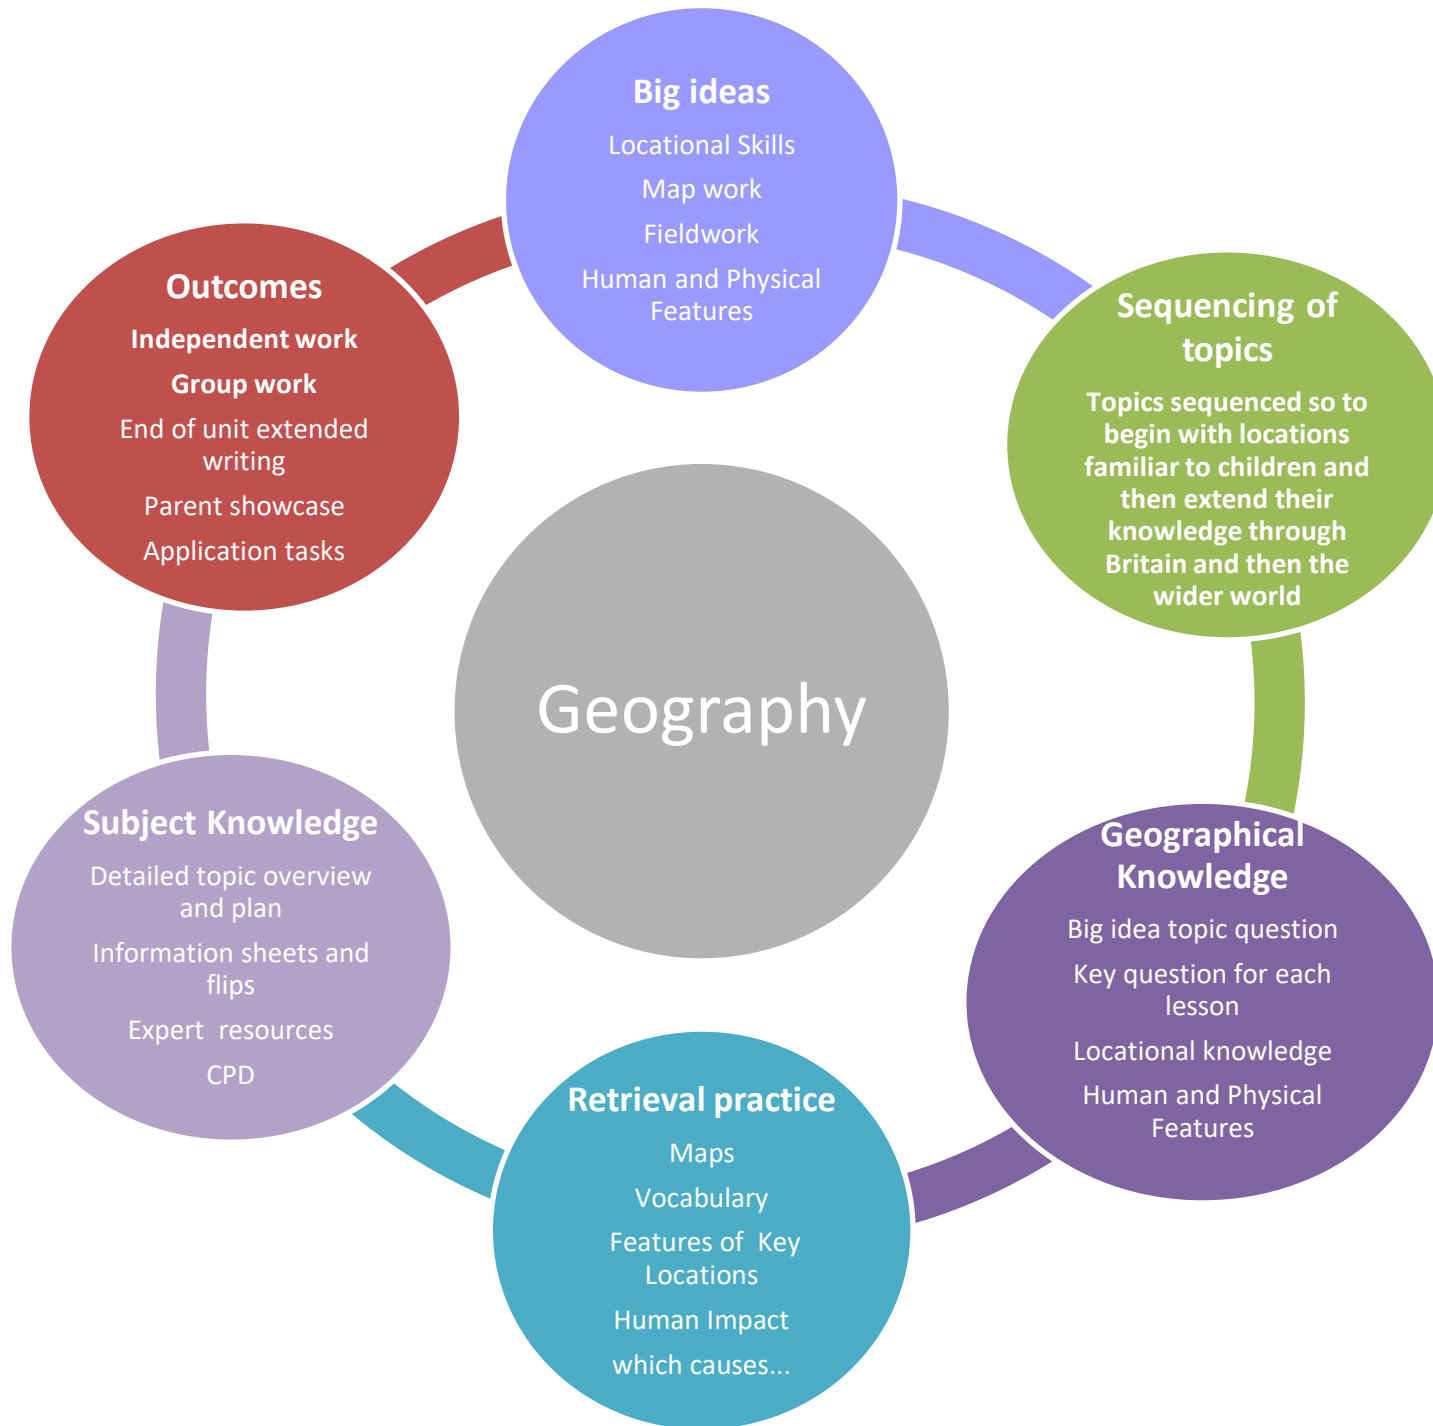 Big ideas
Locational Skills
Map work
Fieldwork
Human and Physical
Features
Sequencing of
topics
Topics sequenced so to
begin with locations
familiar to children and
then extend their
knowledge through
Britain and then the
wider world
Geographical
Knowledge
Big idea topic question
Key question for each
lesson
Locational knowledge
Human and Physical
Features
Retrieval practice
Maps
Vocabulary
Features of Key
Locations
Human Impact
which causes...
Subject Knowledge
Detailed topic overview
and plan
Information sheets and
flips
Expert resources
CPD
Outcomes
Independent work
Group work
End of unit extended
writing
Parent showcase
Application tasks
Geography